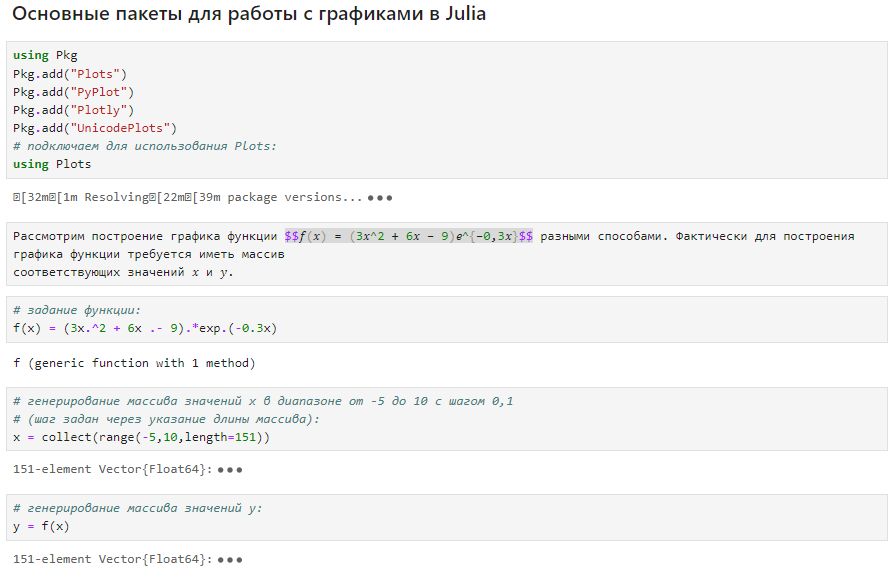 Основные пакеты для работы с графиками в Julia
using Pkg
Pkg.add("Plots")
Pkg.add("PyPlot")
Pkg.add("Plotly")
Pkg.add("UnicodePlots")
# подключаем для использования Plots:
using Plots
�[32m�[1m Resolving�[22m�[39m package versions... ●●●
Рассмотрим построение графика функции $$f(x) = (3x^2 + 6x - 9)e^{-0,3x}$$ разными способами. Фактически для построения
графика функции требуется иметь массив
соответствующих значений x и y.
# задание функции:
f(x) = (3x.^2 + 6x .- 9).*exp.(-0.3x)
f (generic function with 1 method)
# генерирование массива значений x в диапазоне от -5 до 10 с шагом 0,1
# (шаг задан через указание длины массива):
x = collect(range(-5,10,length=151))
151-element Vector{Float64}: ●●●
# генерирование массива значений y:
y = f(x)
151-element Vector{Float64}: ●●●